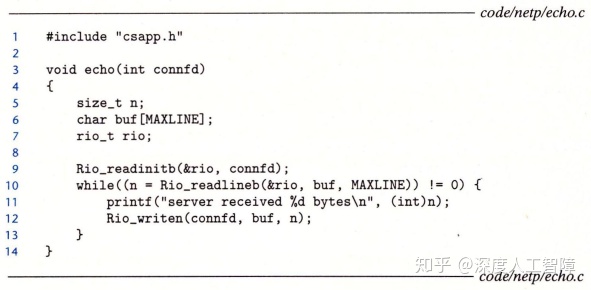 code/netp/echo.c
1 #include "csapp.h"
2
3 void echo(int connfd)
4 {
5     size_t n;
6     char buf[MAXLINE];
7     rio_t rio;
8
9     Rio_readinitb(&rio, connfd);
10     while((n = Rio_readlineb(&rio, buf, MAXLINE)) != 0) {
11         printf("server received %d bytes\n", (int)n);
12         Rio_writen(connfd, buf, n);
13     }
14 }
知乎 @深度人工智障
code/netp/echo.c